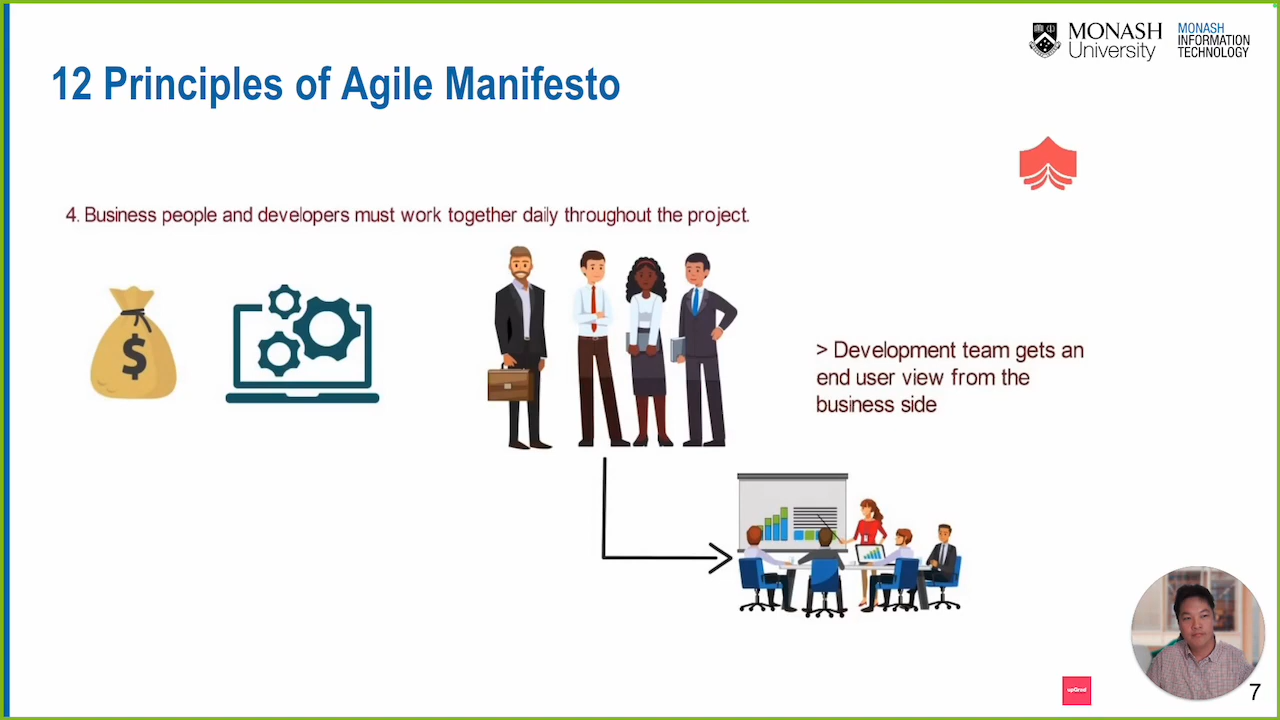 MONASH
University
MONASH
INFORMATION
TECHNOLOGY
12 Principles of Agile Manifesto
4. Business people and developers must work together daily throughout the project.
$
> Development team gets an
end user view from the
business side
upGrad
7